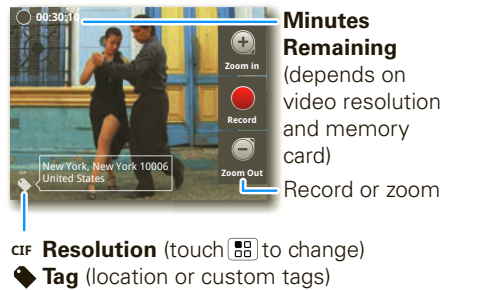 00:30:10
Zoom in
Record
Zoom Out
CIF
New York, New York 10006
United States
Minutes
Remaining
(depends on
video resolution
and memory
card)
Record or zoom
CIF Resolution (touch to change)
Tag (location or custom tags)